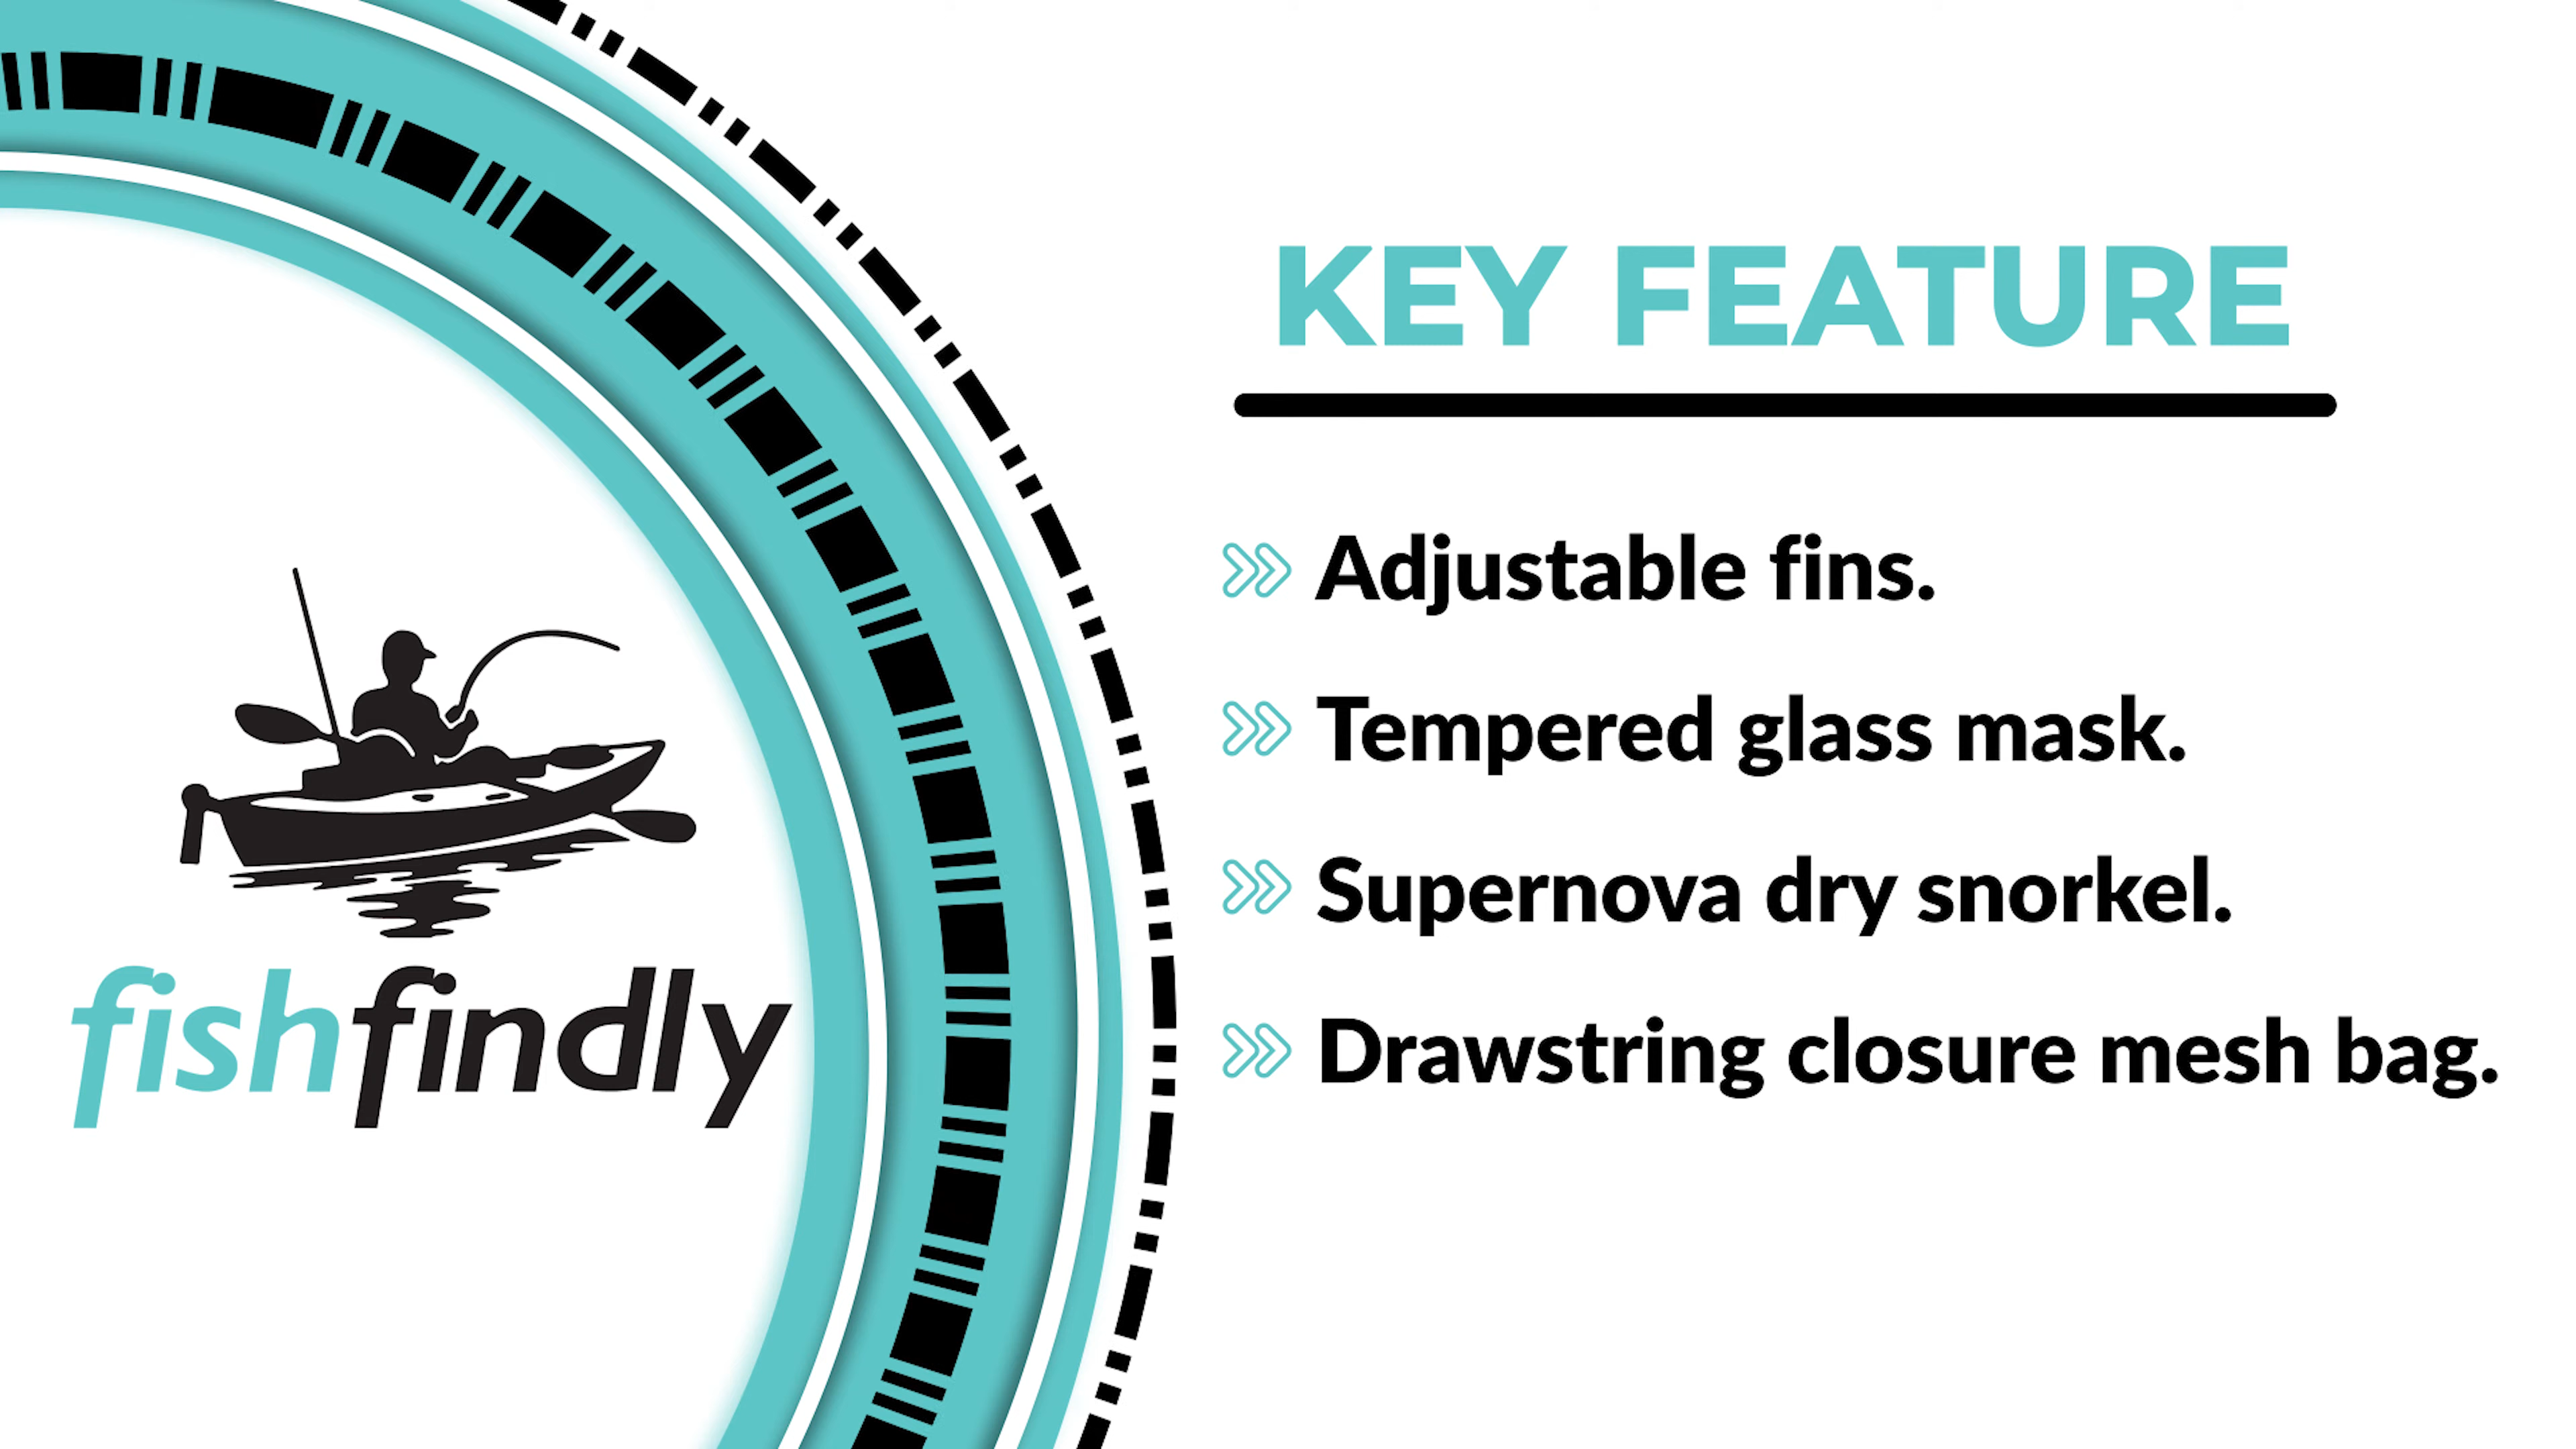 KEY FEATURE
Adjustable fins.
Tempered glass mask.
Supernova dry snorkel.
Drawstring closure mesh bag.
fishfindly